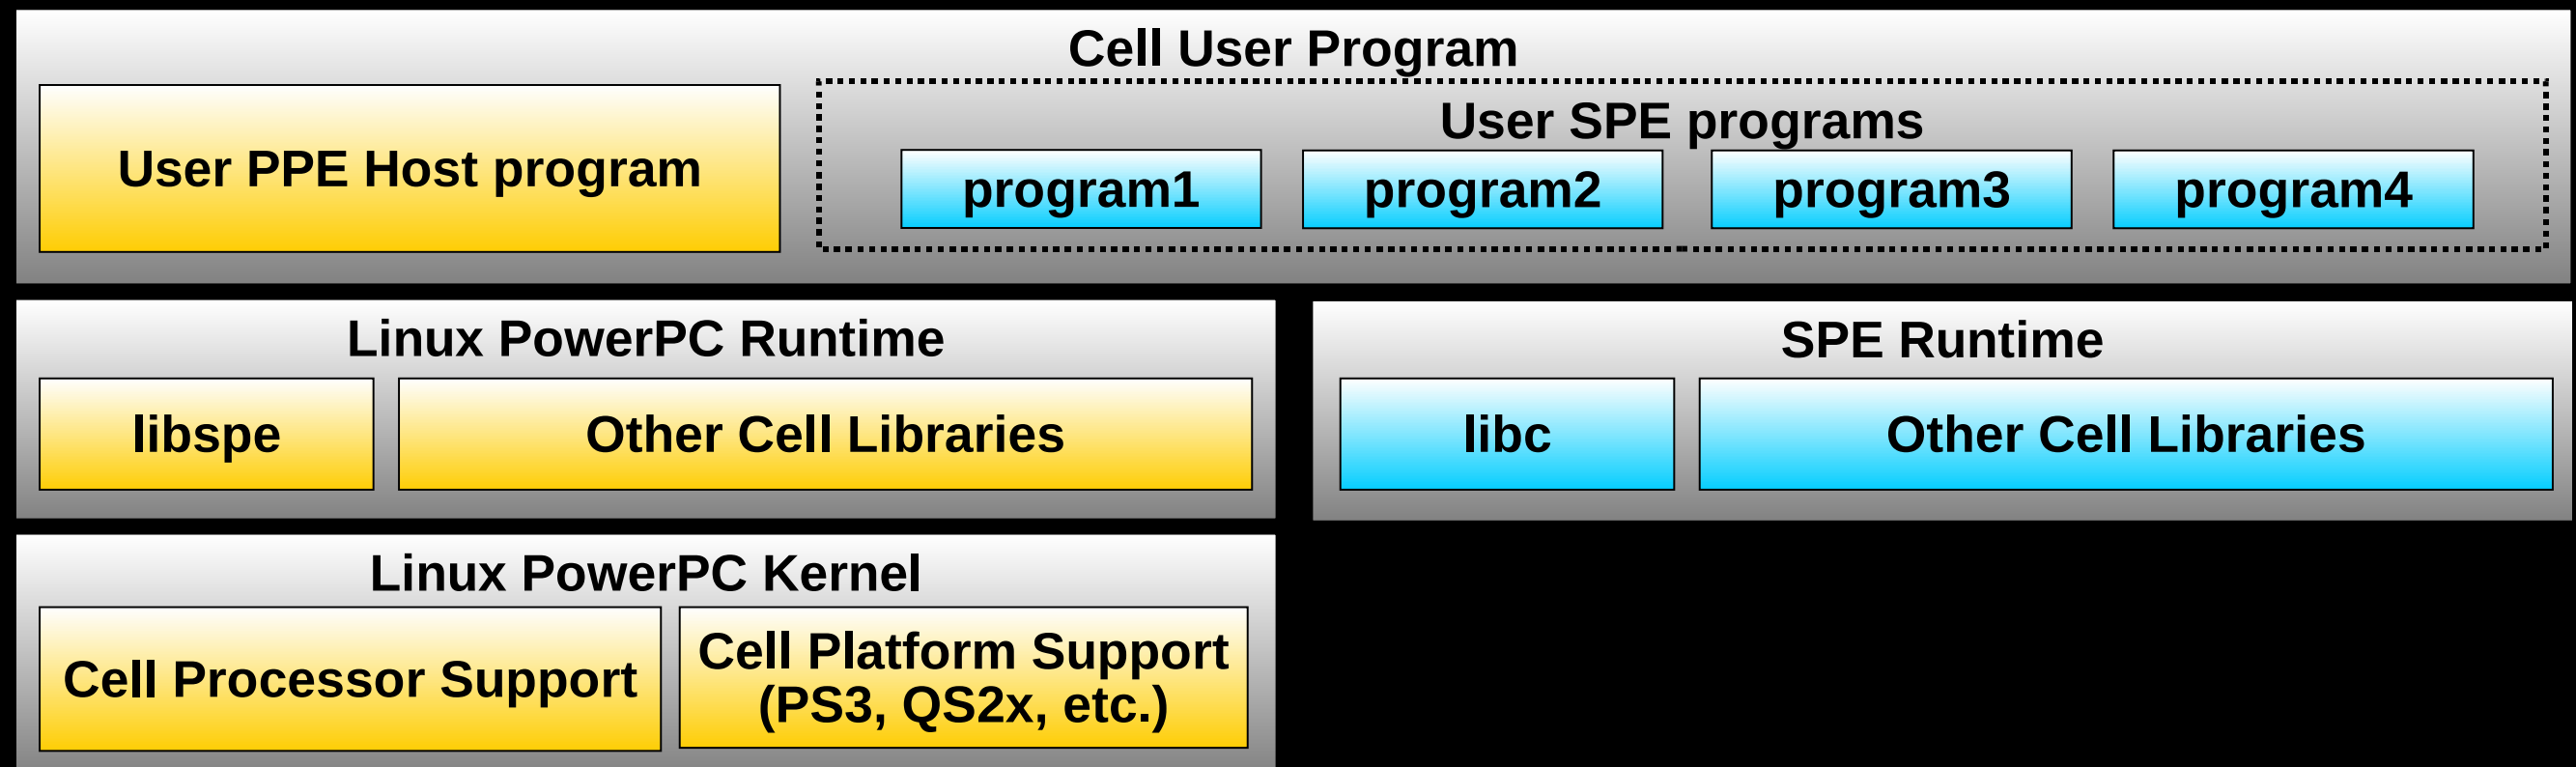 Cell User Program
User PPE Host program
User SPE programs
program1
program2
program3
program4
Linux PowerPC Runtime
libspe
Other Cell Libraries
SPE Runtime
libc
Other Cell Libraries
Linux PowerPC Kernel
Cell Processor Support
Cell Platform Support
(PS3, QS2x, etc.)